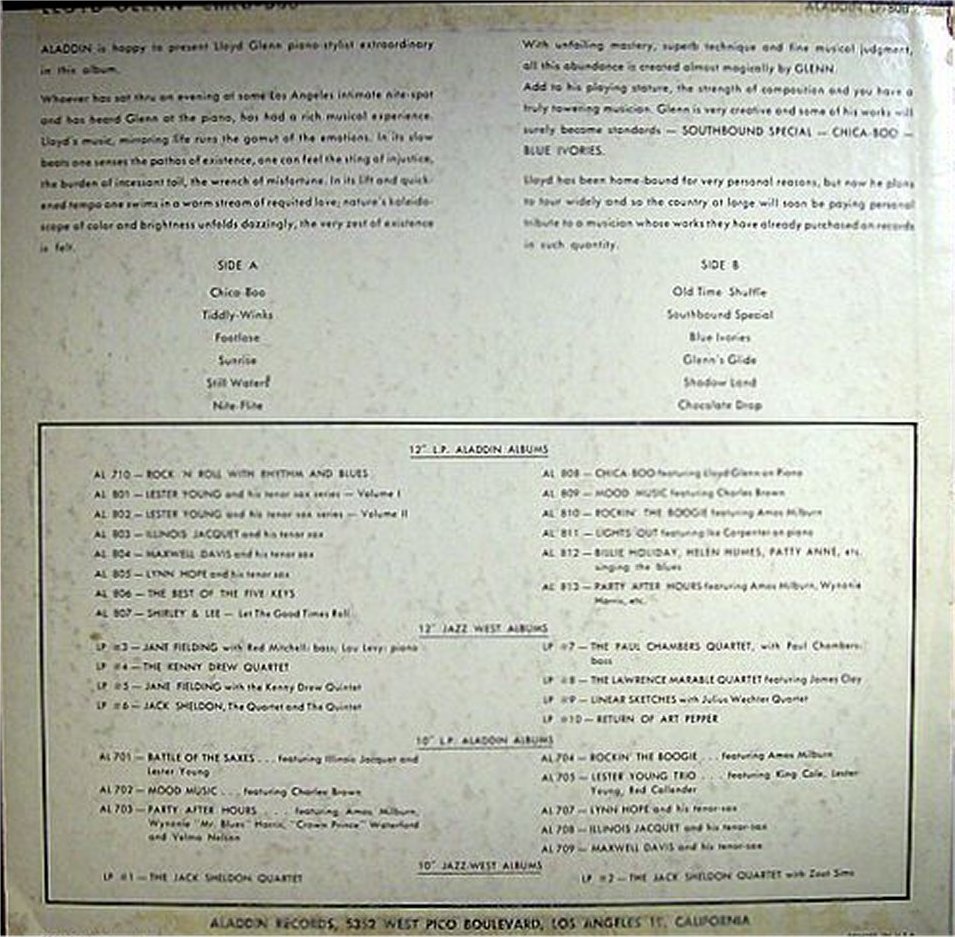 LLOYD GLENN CHICA-BOO
ALADDIN LP-808
ALADDIN is happy to present Lloyd Glenn piano stylist extraordinary
in this album.
Whoever has sat thru an evening at some Los Angeles intimate nite-spot
and has heard Glenn at the piano, has had a rich musical experience.
Lloyd's music, mirroring life runs the gamut of the emotions. In its slow
beats one senses the pathos of existence, one can feel the sting of injustice,
the burden of incessant toil, the wrench of misfortune. In its lift and quick-
ened tempo one swims in a warm stream of requited love; nature's kaleido-
scope of color and brightness unfolds dazzingly, the very zest of existence
is felt.
With unfailing mastery, superb technique and fine musical judgment,
all this abundance is created almost magically by GLENN.
Add to his playing stature, the strength of composition and you have a
truly towering musician. Glenn is very creative and some of his works will
surely become standards — SOUTHBOUND SPECIAL — CHICA-BOO —
BLUE IVORIES.
Lloyd has been home-bound for very personal reasons, but now he plans
to tour widely and so the country at large will soon be paying personal
tribute to a musician whose works they have already purchased on records
in such quantity.
SIDE A
Chica-Boo
Tiddly-Winks
Footlose
Sunrise
Still Waters
Nite-Flite
SIDE B
Old Time Shuffle
Southbound Special
Blue Ivories
Glenn's Glide
Shadow Land
Chocolate Drop
12" L.P. ALADDIN ALBUMS
AL 710 — ROCK 'N ROLL WITH RHYTHM AND BLUES
AL 801 — LESTER YOUNG and his tenor sax series — Volume I
AL 802 — LESTER YOUNG and his tenor sax series — Volume II
AL 803 — ILLINOIS JACQUET and his tenor sax
AL 804 — MAXWELL DAVIS and his tenor sax
AL 805 — LYNN HOPE and his tenor sax
AL 806 — THE BEST OF THE FIVE KEYS
AL 807 — SHIRLEY & LEE — Let The Good Times Roll
AL 808 — CHICA BOO featuring Lloyd Glenn on Piano
AL 809 — MOOD MUSIC featuring Charles Brown
AL 810 — ROCKIN' THE BOOGIE featuring Amos Milburn
AL 811 — LIGHTS OUT featuring Ike Carpenter on piano
AL 812 — BILLIE HOLIDAY, HELEN HUMES, PATTY ANNE, etc.
singing the blues
AL 813 — PARTY AFTER HOURS featuring Amos Milburn, Wynonie
Harris, etc.
12" JAZZ WEST ALBUMS
LP #3 — JANE FIELDING with Red Mitchell: bass; Lou Levy: piano
LP #4 — THE KENNY DREW QUARTET
LP #5 — JANE FIELDING with the Kenny Drew Quintet
LP #6 — JACK SHELDON, The Quartet and The Quintet
LP #7 — THE PAUL CHAMBERS QUARTET, with Paul Chambers:
bass
LP #8 — THE LAWRENCE MARABLE QUARTET featuring James Clay
LP #9 — LINEAR SKETCHES with Julius Wechter Quartet
LP #10 — RETURN OF ART PEPPER
10" L.P. ALADDIN ALBUMS
AL 701 — BATTLE OF THE SAXES . . . featuring Illinois Jacquet and
Lester Young
AL 702 — MOOD MUSIC . . . featuring Charles Brown
AL 703 — PARTY AFTER HOURS . . . featuring Amos Milburn,
Wynonie "Mr. Blues" Harris, "Crown Prince" Waterford
and Velma Nelson
AL 704 — ROCKIN' THE BOOGIE . . . featuring Amos Milburn
AL 705 — LESTER YOUNG TRIO . . . featuring King Cole, Lester
Young, Red Callender
AL 707 — LYNN HOPE and his tenor-sax
AL 708 — ILLINOIS JACQUET and his tenor-sax
AL 709 — MAXWELL DAVIS and his tenor-sax
10" JAZZ-WEST ALBUMS
LP #1 — THE JACK SHELDON QUARTET
LP #2 — THE JACK SHELDON QUARTET with Zoot Sims
ALADDIN RECORDS, 5352 WEST PICO BOULEVARD, LOS ANGELES 19, CALIFORNIA